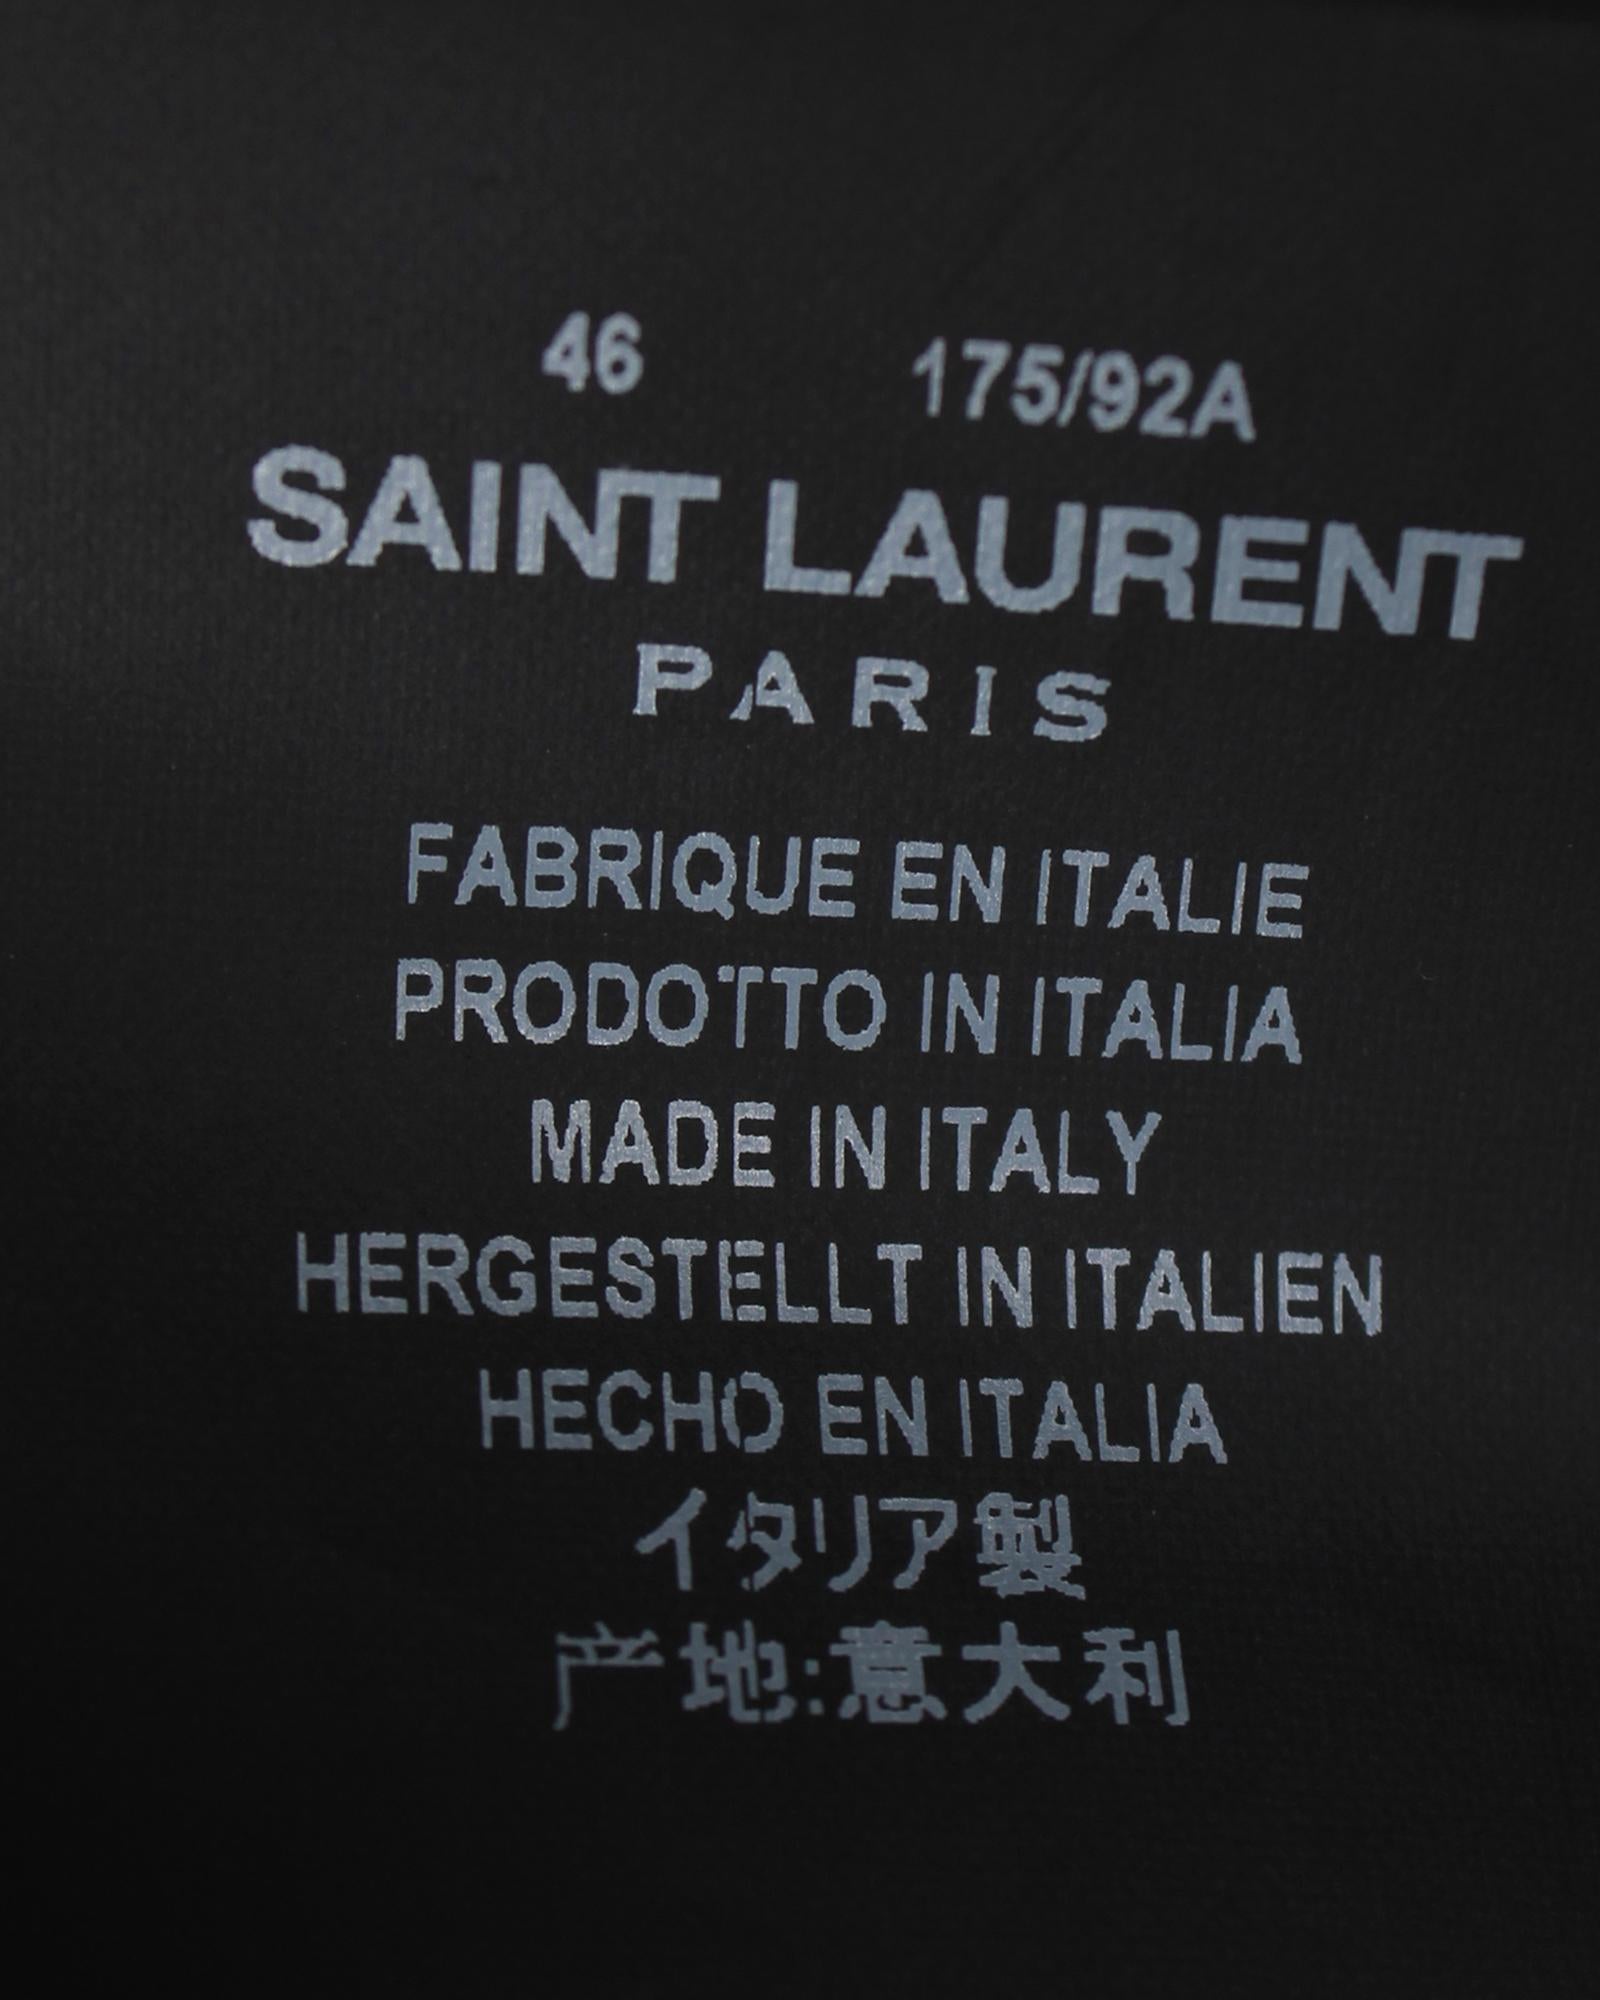 46 175/92A
SAINT LAURENT
PARIS
FABRIQUE EN ITALIE
PRODOTTO IN ITALIA
MADE IN ITALY
HERGESTELLT IN ITALIEN
HECHO EN ITALIA
イタリア製
产地:意大利